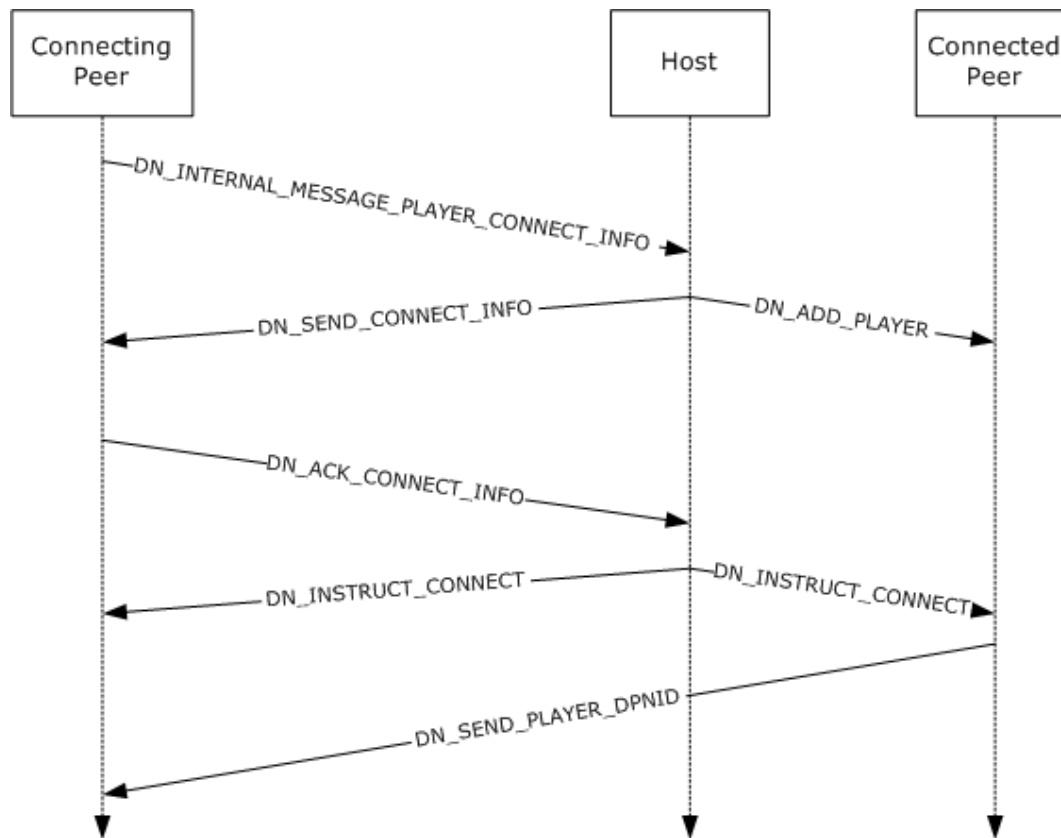 Connecting
Peer
Host
Connected
Peer
DN_INTERNAL_MESSAGE_PLAYER_CONNECT_INFO
DN_SEND_CONNECT_INFO
DN_ADD_PLAYER
DN_ACK_CONNECT_INFO
DN_INSTRUCT_CONNECT
DN_INSTRUCT_CONNECT
DN_SEND_PLAYER_DPNID